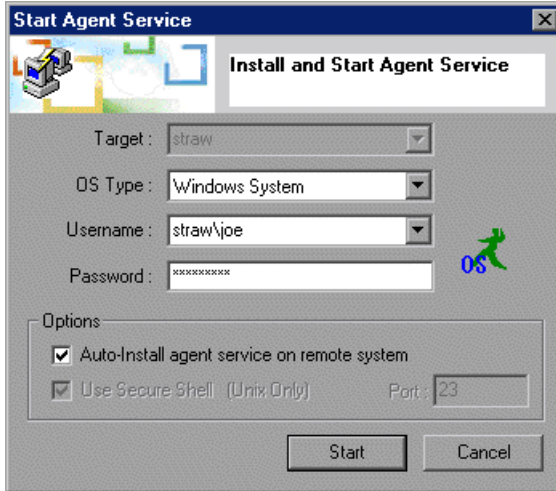 Start Agent Service
Install and Start Agent Service
Target : straw
OS Type : Windows System
Username : straw\joe
OS
Password : *********
Options
Auto-Install agent service on remote system
Use Secure Shell (Unix Only) Port : 23
Start Cancel